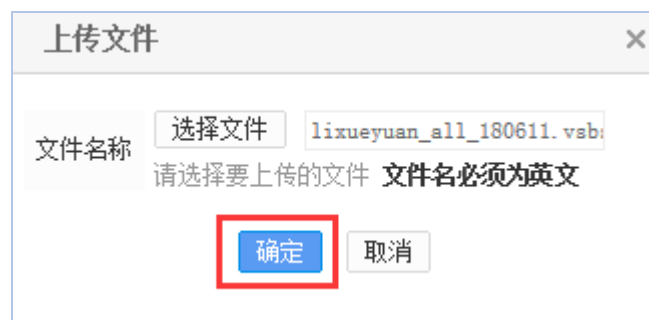 上传文件 ×
文件名称 选择文件 lixueyuan_all_180611.vsb
请选择要上传的文件 文件名必须为英文
确定 取消